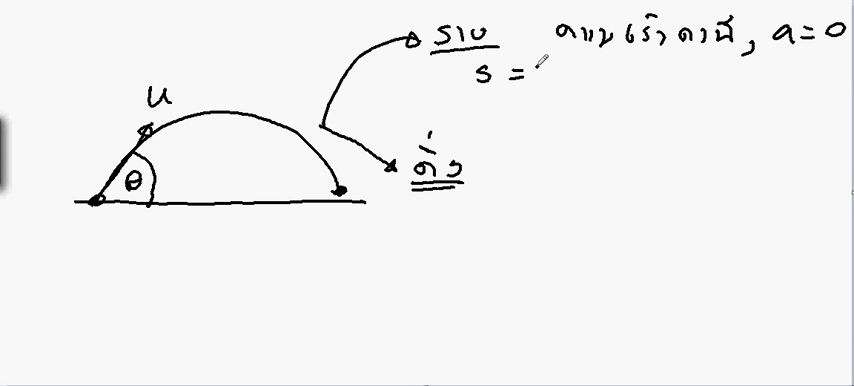 ราบ ความเร็วคงที่, a = 0
s =
u
θ
ดิ่ง